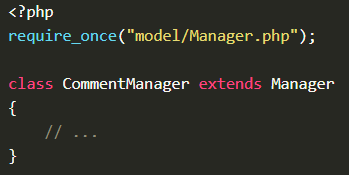 <?php
require_once("model/Manager.php");

class CommentManager extends Manager
{
    // ...
}